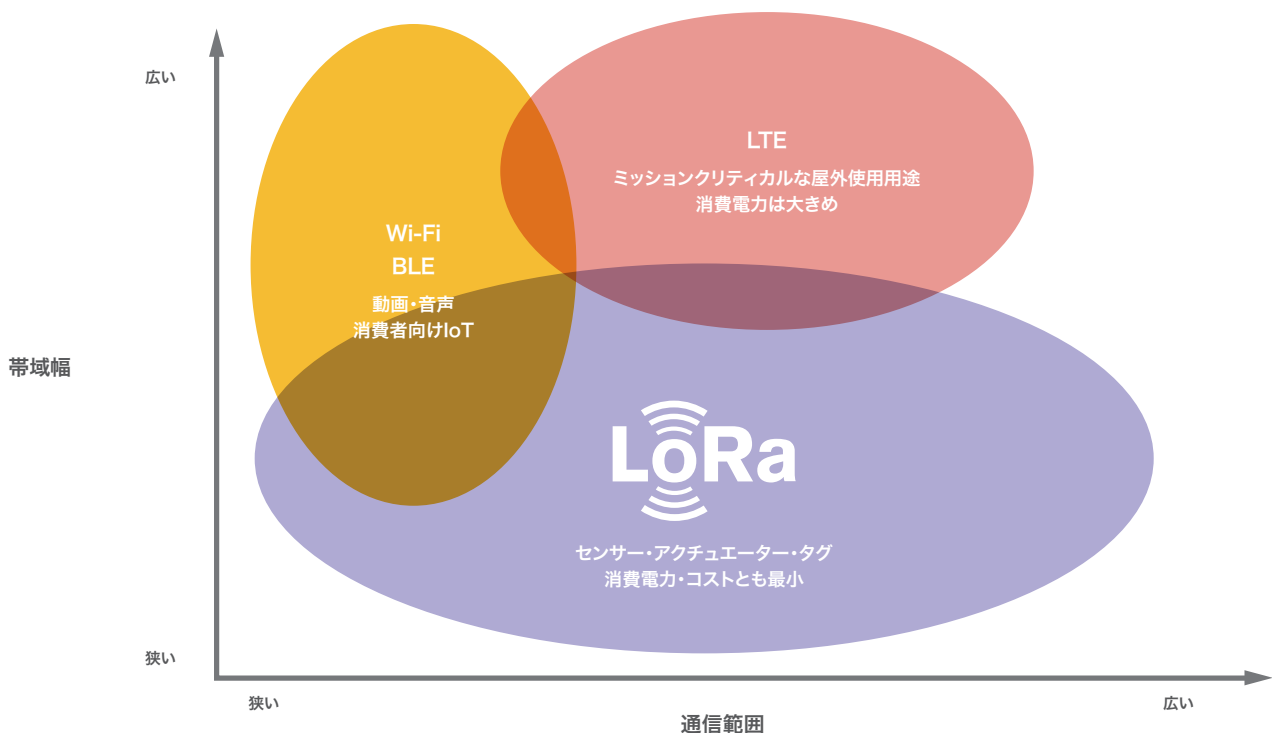 広い
LTE
ミッションクリティカルな屋外使用用途
消費電力は大きめ
Wi-Fi
BLE
動画・音声
消費者向けIoT
帯域幅
LoRa
センサー・アクチュエーター・タグ
消費電力・コストとも最小
狭い
狭い
広い
通信範囲